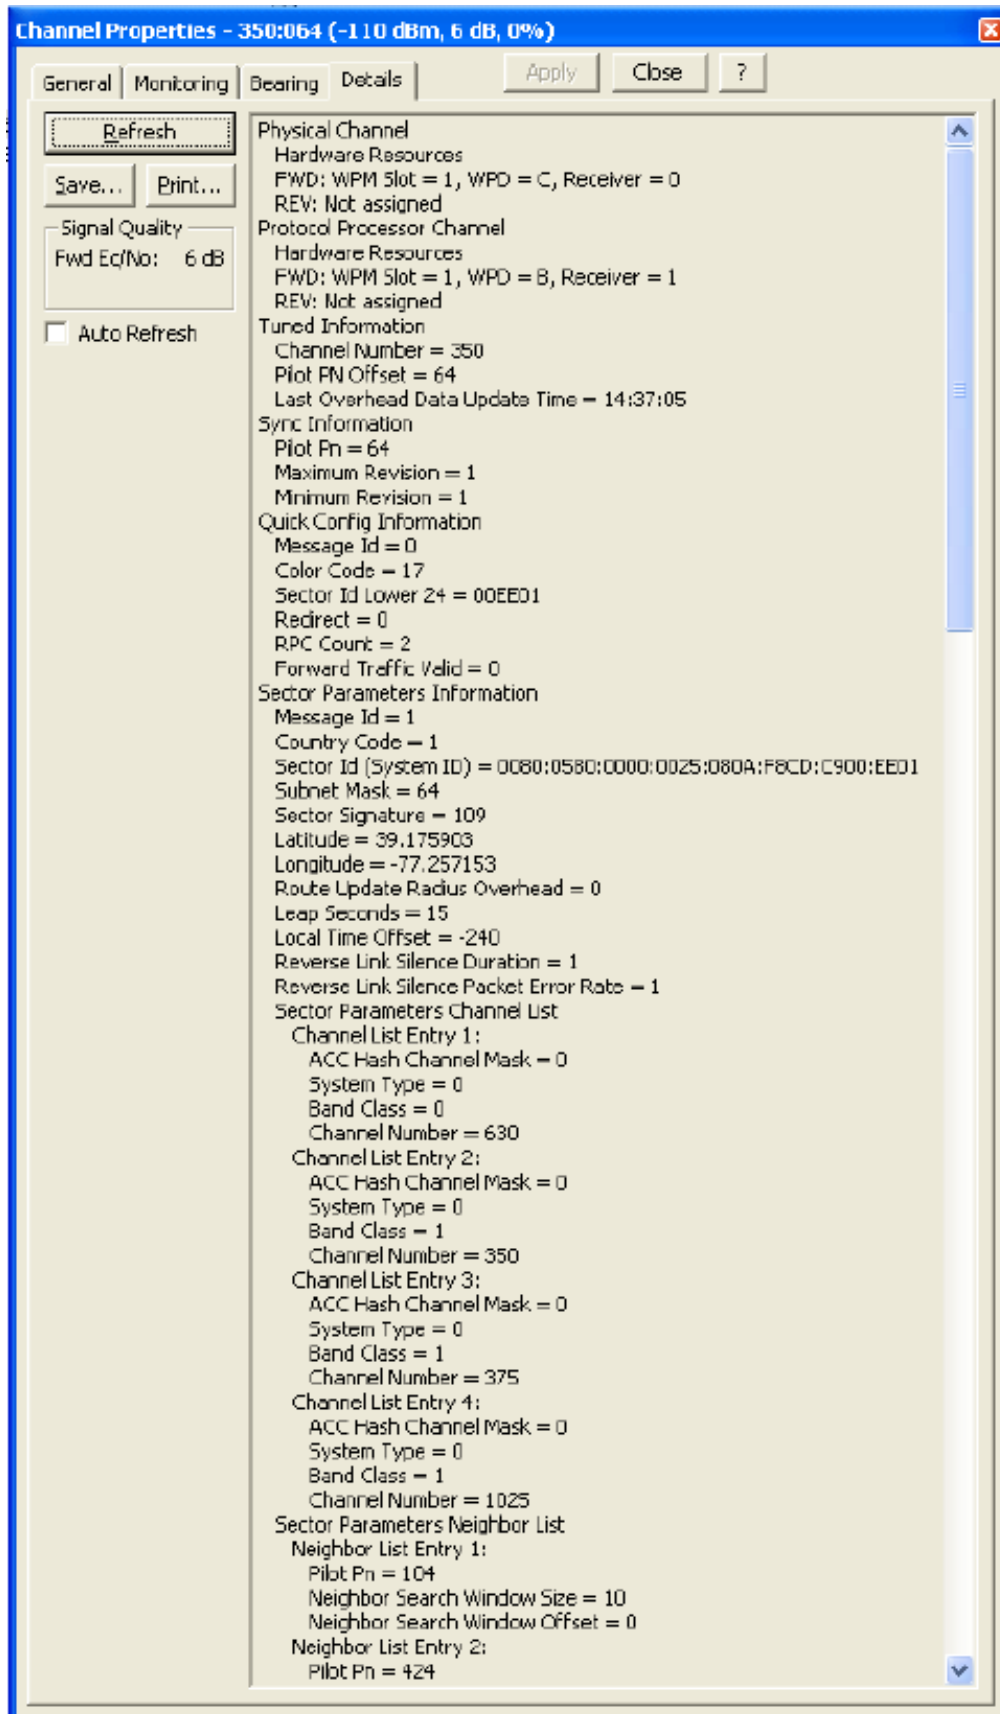 Channel Properties - 350:064 (-110 dBm, 6 dB, 0%)
General Monitoring Bearing Details Apply Close ?
Refresh
Save... Print...
Signal Quality
Fwd Ec/No: 6 dB
Auto Refresh
Physical Channel
Hardware Resources
FWD: WPM Slot = 1, WPD = C, Receiver = 0
REV: Not assigned
Protocol Processor Channel
Hardware Resources
FWD: WPM Slot = 1, WPD = B, Receiver = 1
REV: Not assigned
Tuned Information
Channel Number = 350
Pilot PN Offset = 64
Last Overhead Data Update Time = 14:37:05
Sync Information
Pilot Pn = 64
Maximum Revision = 1
Minimum Revision = 1
Quick Config Information
Message Id = 0
Color Code = 17
Sector Id Lower 24 = 00EE01
Redirect = 0
RPC Count = 2
Forward Traffic Valid = 0
Sector Parameters Information
Message Id = 1
Country Code = 1
Sector Id (System ID) = 0080:0580:0000:0025:080A:F8CD:C900:EE01
Subnet Mask = 64
Sector Signature = 109
Latitude = 39.175903
Longitude = -77.257153
Route Update Radius Overhead = 0
Leap Seconds = 15
Local Time Offset = -240
Reverse Link Silence Duration = 1
Reverse Link Silence Packet Error Rate = 1
Sector Parameters Channel List
Channel List Entry 1:
ACC Hash Channel Mask = 0
System Type = 0
Band Class = 0
Channel Number = 630
Channel List Entry 2:
ACC Hash Channel Mask = 0
System Type = 0
Band Class = 1
Channel Number = 350
Channel List Entry 3:
ACC Hash Channel Mask = 0
System Type = 0
Band Class = 1
Channel Number = 375
Channel List Entry 4:
ACC Hash Channel Mask = 0
System Type = 0
Band Class = 1
Channel Number = 1025
Sector Parameters Neighbor List
Neighbor List Entry 1:
Pilot Pn = 104
Neighbor Search Window Size = 10
Neighbor Search Window Offset = 0
Neighbor List Entry 2:
Pilot Pn = 424